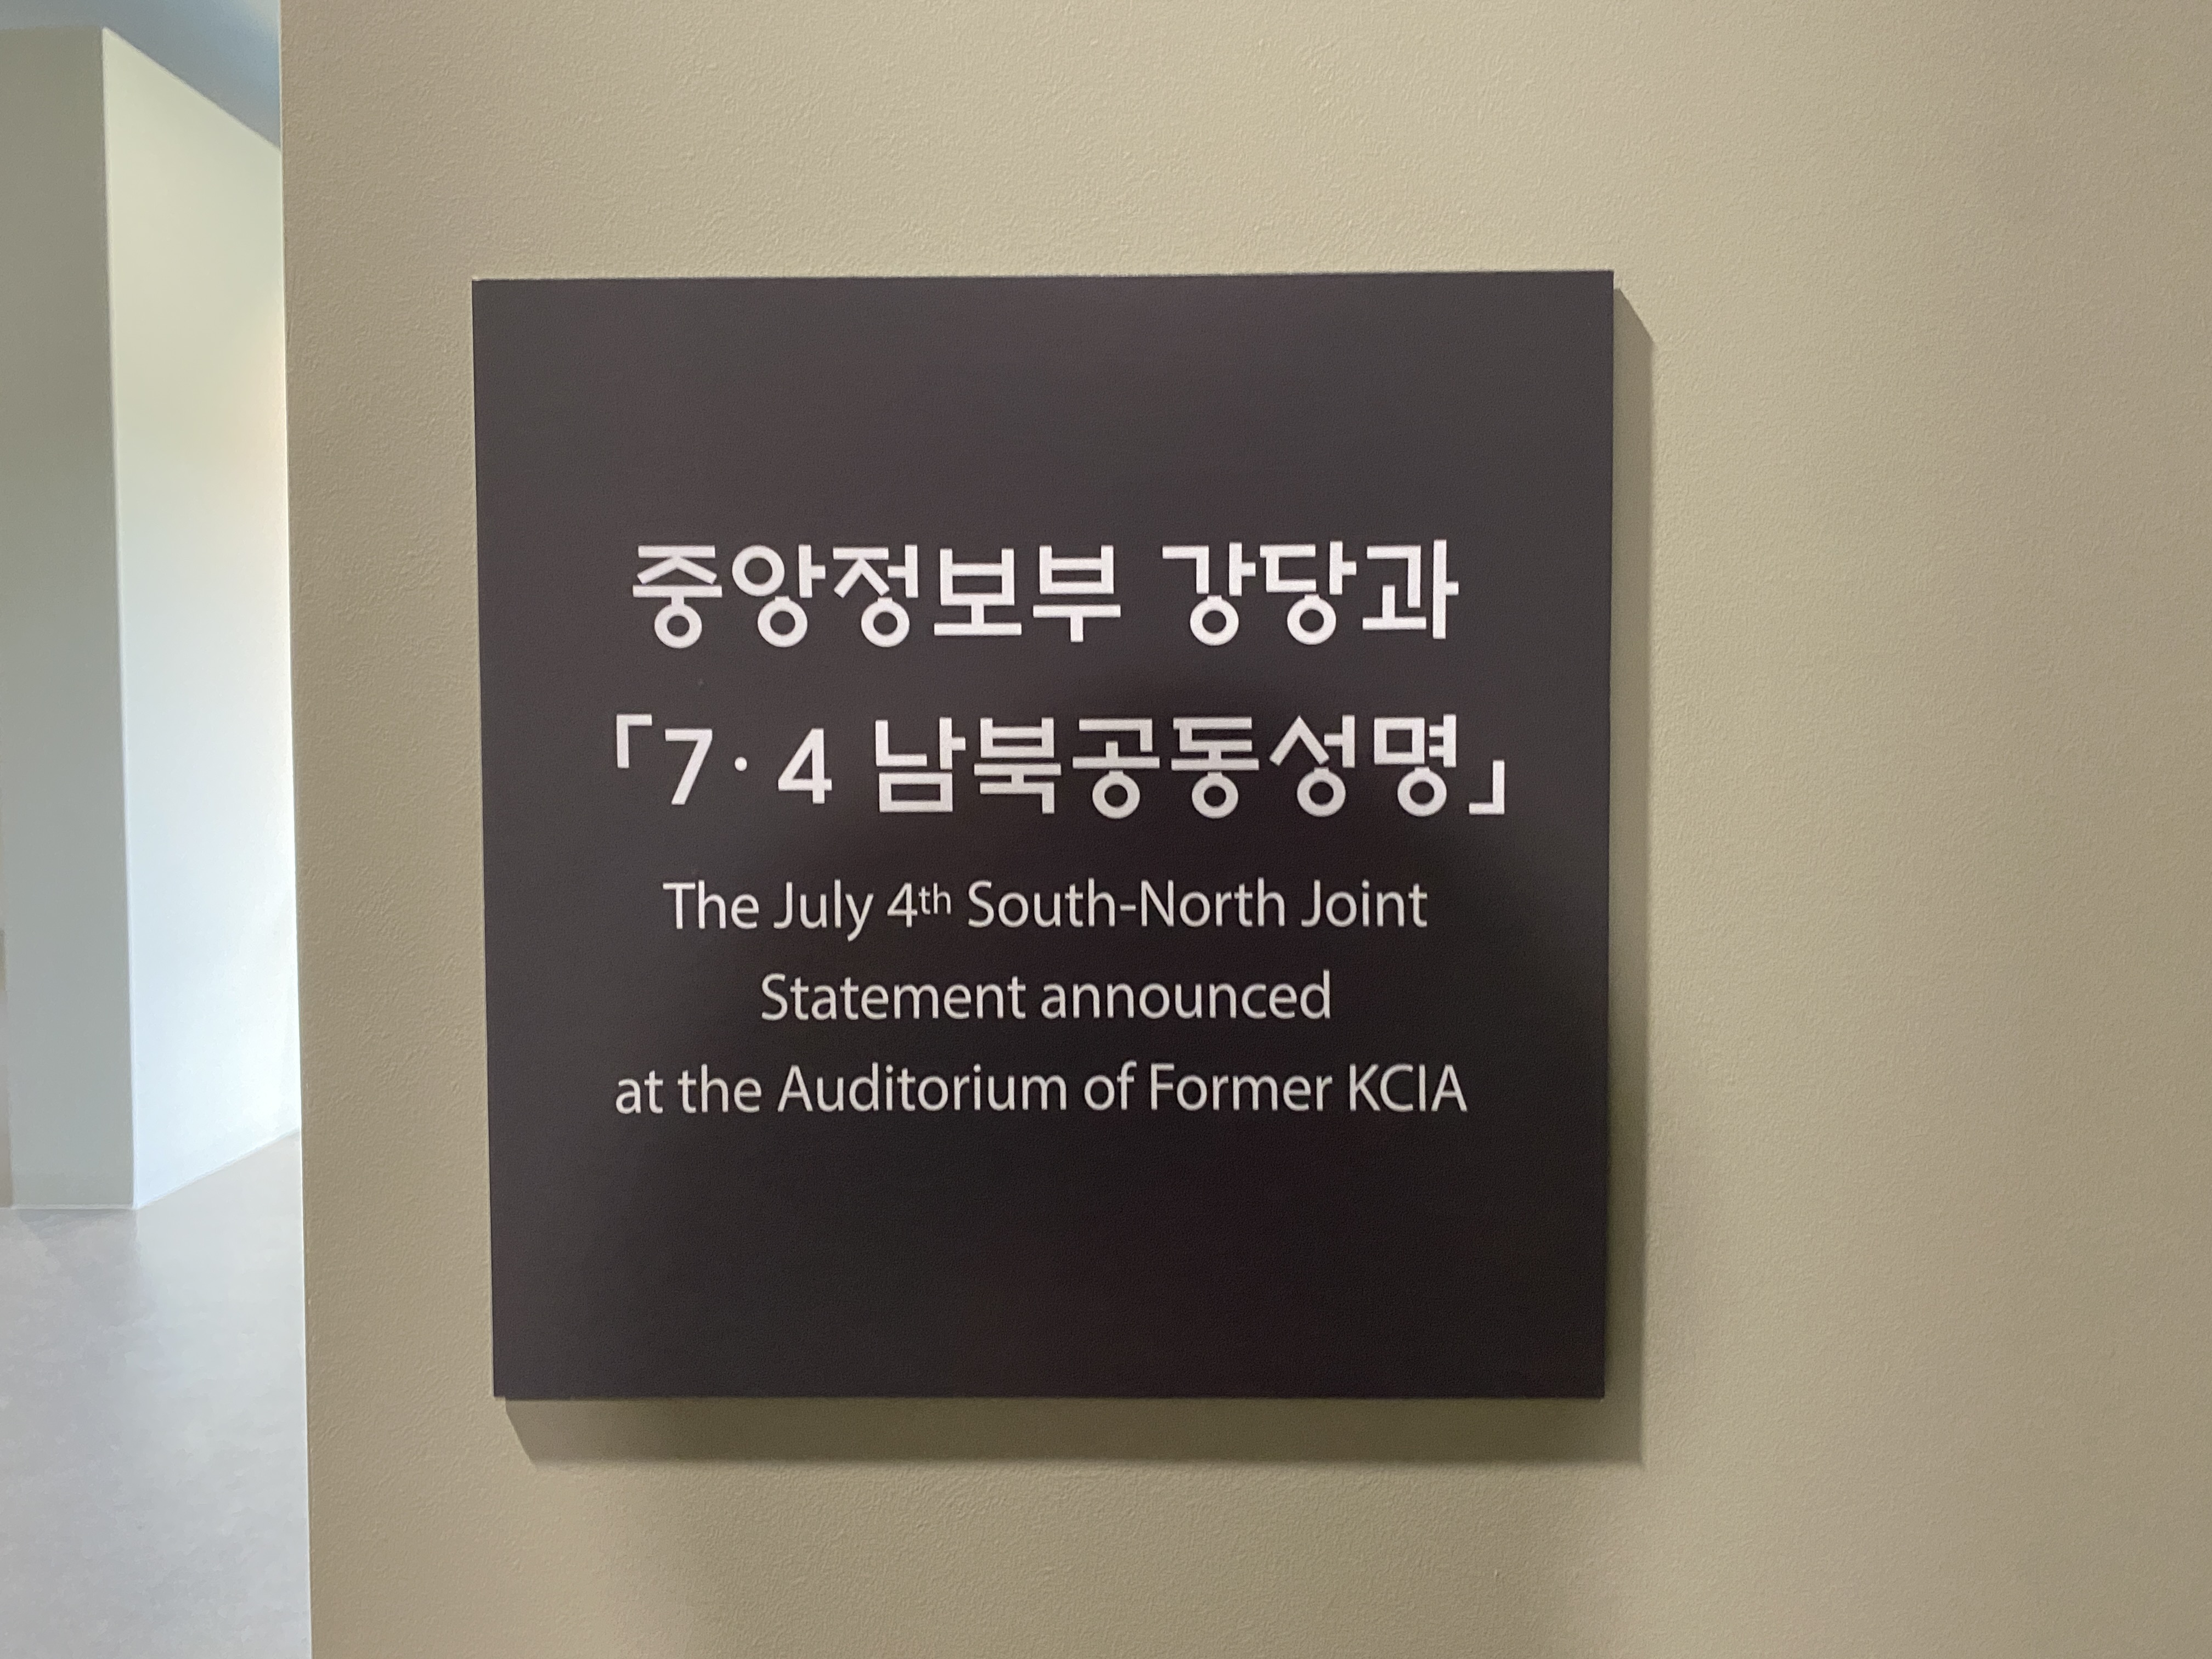 중앙정보부 강당과
「7·4 남북공동성명」
The July 4th South-North Joint
Statement announced
at the Auditorium of Former KCIA